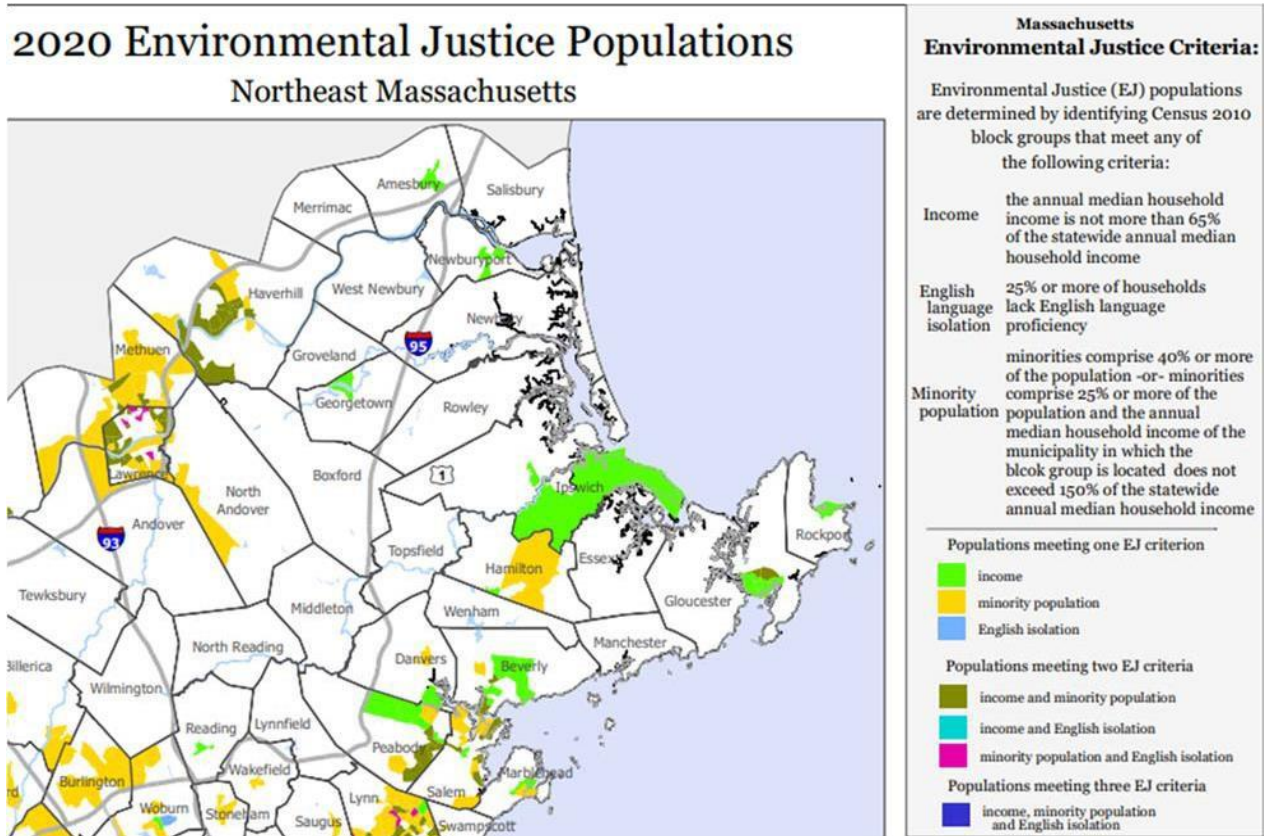 2020 Environmental Justice Populations
Northeast Massachusetts
Amesbury
Salisbury
Merrimac
Newburyport
Haverhill
West Newbury
Newbury
95
Methuen
Groveland
Georgetown
Rowley
Boxford
1
Ipswich
Lawrence
North
Andover
Andover
93
Topsfield
Hamilton
Essex
Rockpor
Tewksbury
Middleton
Wenham
Gloucester
North Reading
Manchester
Danvers
Beverly
Billerica
Wilmington
Reading
Lynnfield
Peabody
Wakefield
Marblehead
Burlington
rd
Woburn
Stoneham
Saugus
Lynn
Salem
Swampscott
Massachusetts
Environmental Justice Criteria:
Environmental Justice (EJ) populations
are determined by identifying Census 2010
block groups that meet any of
the following criteria:
Income
the annual median household
income is not more than 65%
of the statewide annual median
household income
English
language
isolation
25% or more of households
lack English language
proficiency
Minority
population
minorities comprise 40% or more
of the population -or- minorities
comprise 25% or more of the
population and the annual
median household income of the
municipality in which the
blcok group is located does not
exceed 150% of the statewide
annual median household income
Populations meeting one EJ criterion
income
minority population
English isolation
Populations meeting two EJ criteria
income and minority population
income and English isolation
minority population and English isolation
Populations meeting three EJ criteria
income, minority population
and English isolation